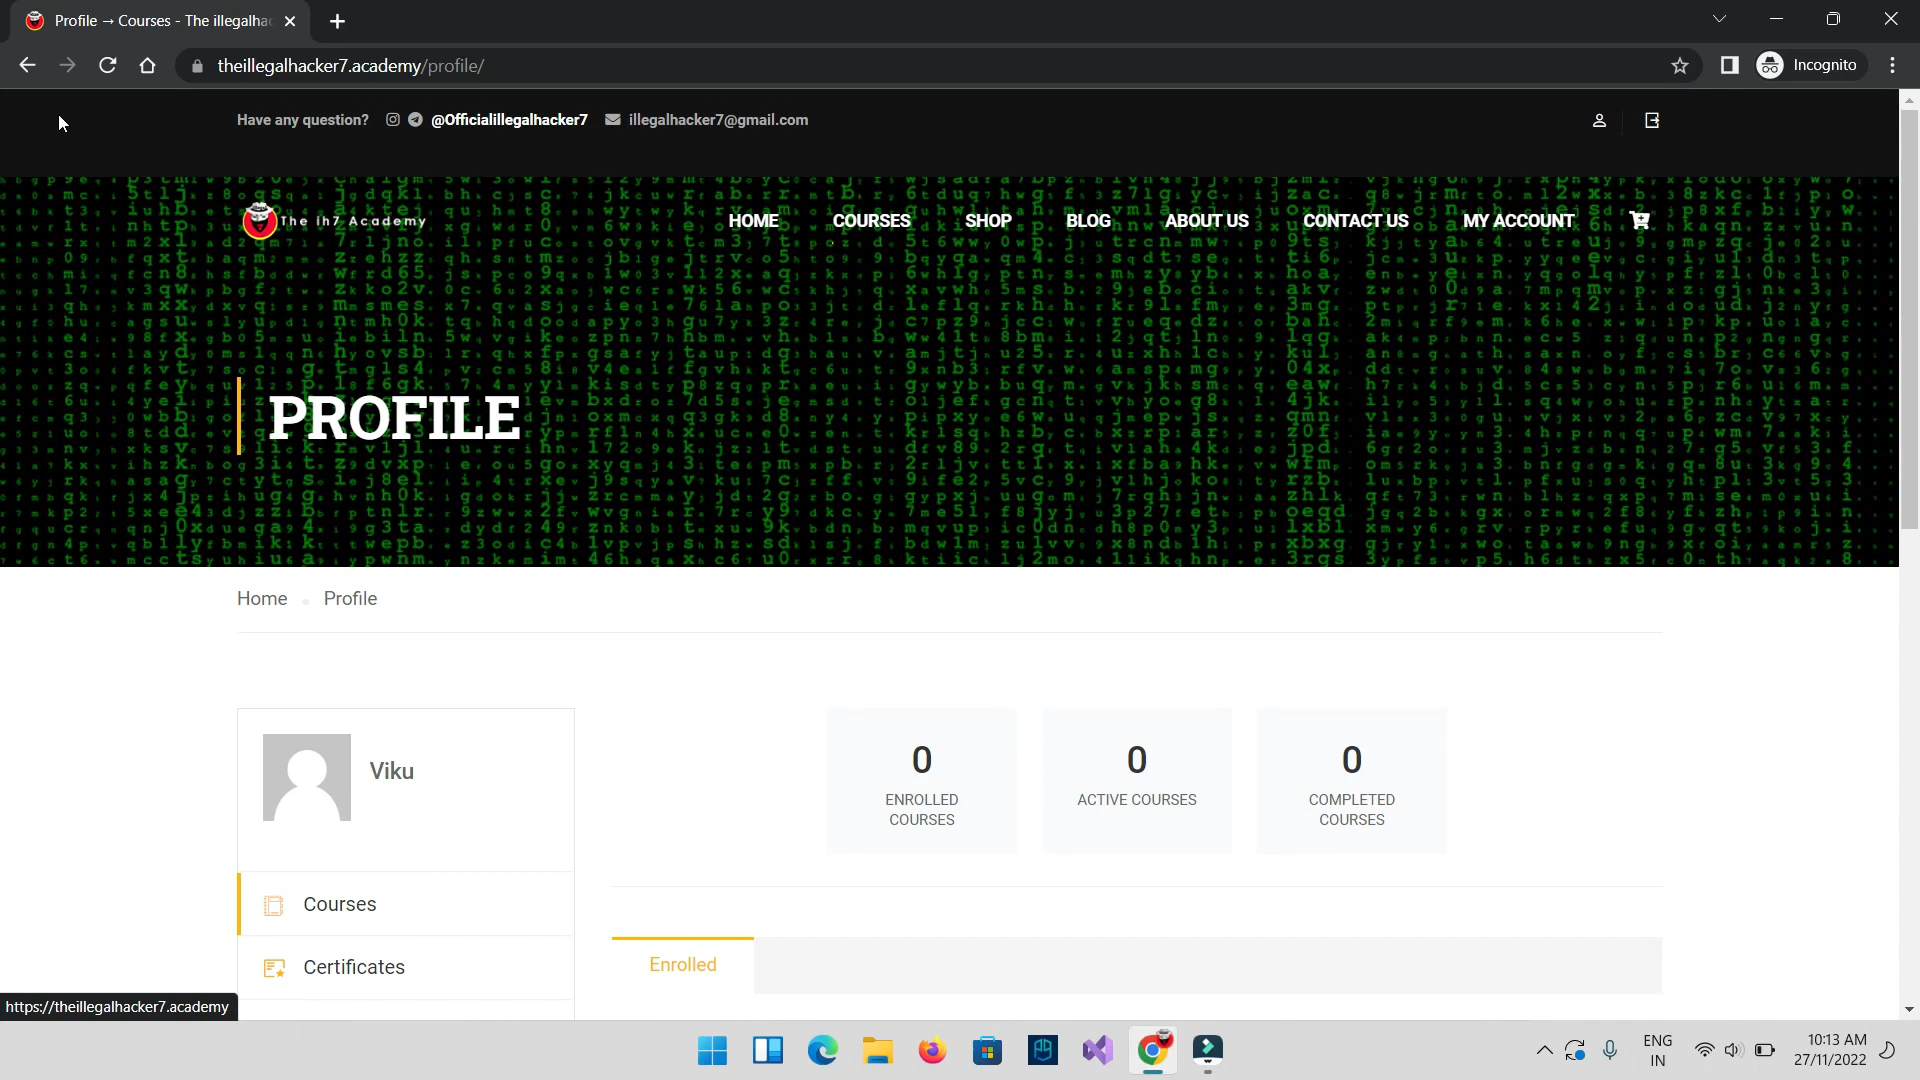 Profile → Courses - The illegalhac
theillegalhacker7.academy/profile/
Incognito
Have any question?
@Officialillegalhacker7
illegalhacker7@gmail.com
The ih7 Academy
HOME
COURSES
SHOP
BLOG
ABOUT US
CONTACT US
MY ACCOUNT
PROFILE
Home
Profile
Viku
0
ENROLLED
COURSES
0
ACTIVE COURSES
0
COMPLETED
COURSES
Courses
Certificates
Enrolled
https://theillegalhacker7.academy
ENG
IN
10:13 AM
27/11/2022